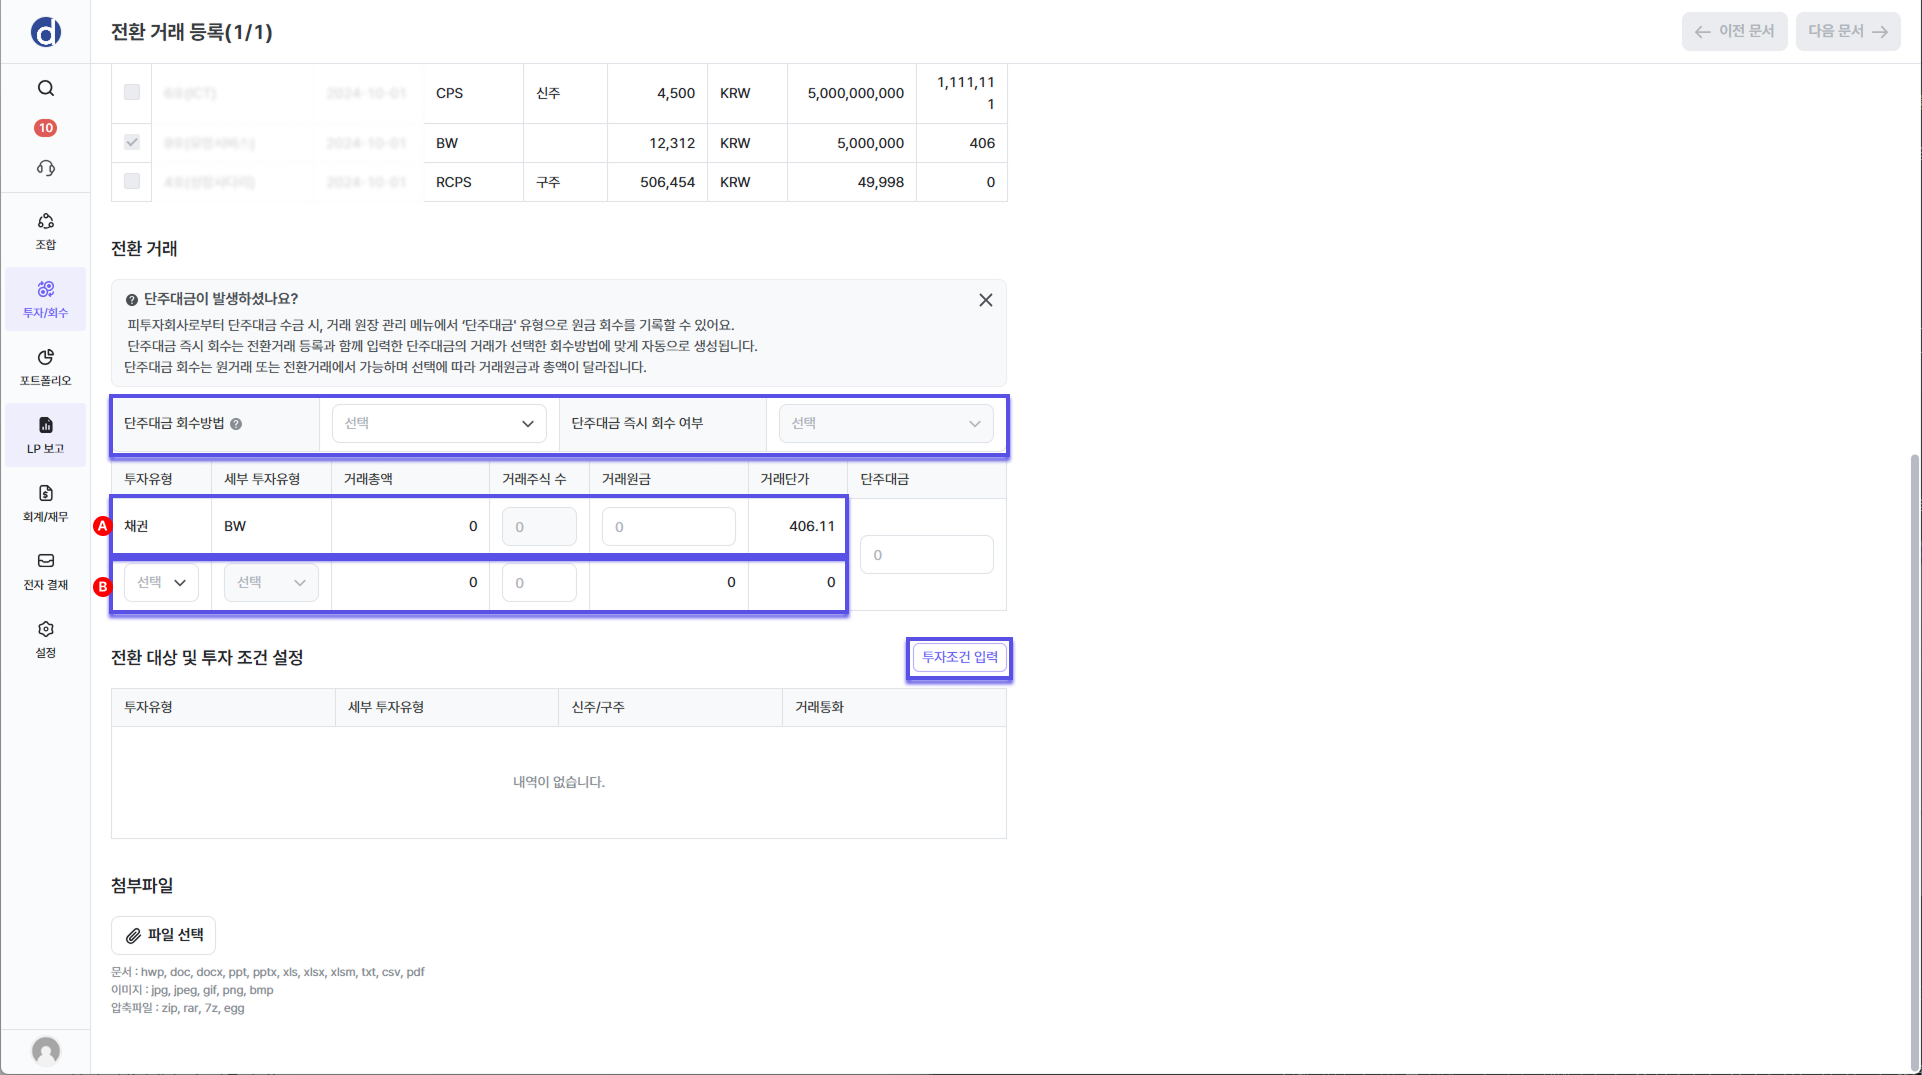 전환 거래 등록(1/1)
이전 문서
다음 문서
10
조합
투자/회수
포트폴리오
LP 보고
회계/재무
전자 결재
설정
CPS 신주 4,500 KRW 5,000,000,000 1,111,11
1
BW 12,312 KRW 5,000,000 406
RCPS 구주 506,454 KRW 49,998 0
전환 거래
단주대금이 발생하셨나요?
피투자회사로부터 단주대금 수금 시, 거래 원장 관리 메뉴에서 '단주대금' 유형으로 원금 회수를 기록할 수 있어요.
단주대금 즉시 회수는 전환거래 등록과 함께 입력한 단주대금의 거래가 선택한 회수방법에 맞게 자동으로 생성됩니다.
단주대금 회수는 원거래 또는 전환거래에서 가능하며 선택에 따라 거래원금과 총액이 달라집니다.
단주대금 회수방법 선택 단주대금 즉시 회수 여부 선택
투자유형 세부 투자유형 거래총액 거래주식 수 거래원금 거래단가 단주대금
A 채권 BW 0 0 0 406.11
0
B 선택 선택 0 0 0 0
전환 대상 및 투자 조건 설정
투자조건 입력
투자유형 세부 투자유형 신주/구주 거래통화
내역이 없습니다.
첨부파일
파일 선택
문서 : hwp, doc, docx, ppt, pptx, xls, xlsx, xlsm, txt, csv, pdf
이미지 : jpg, jpeg, gif, png, bmp
압축파일 : zip, rar, 7z, egg